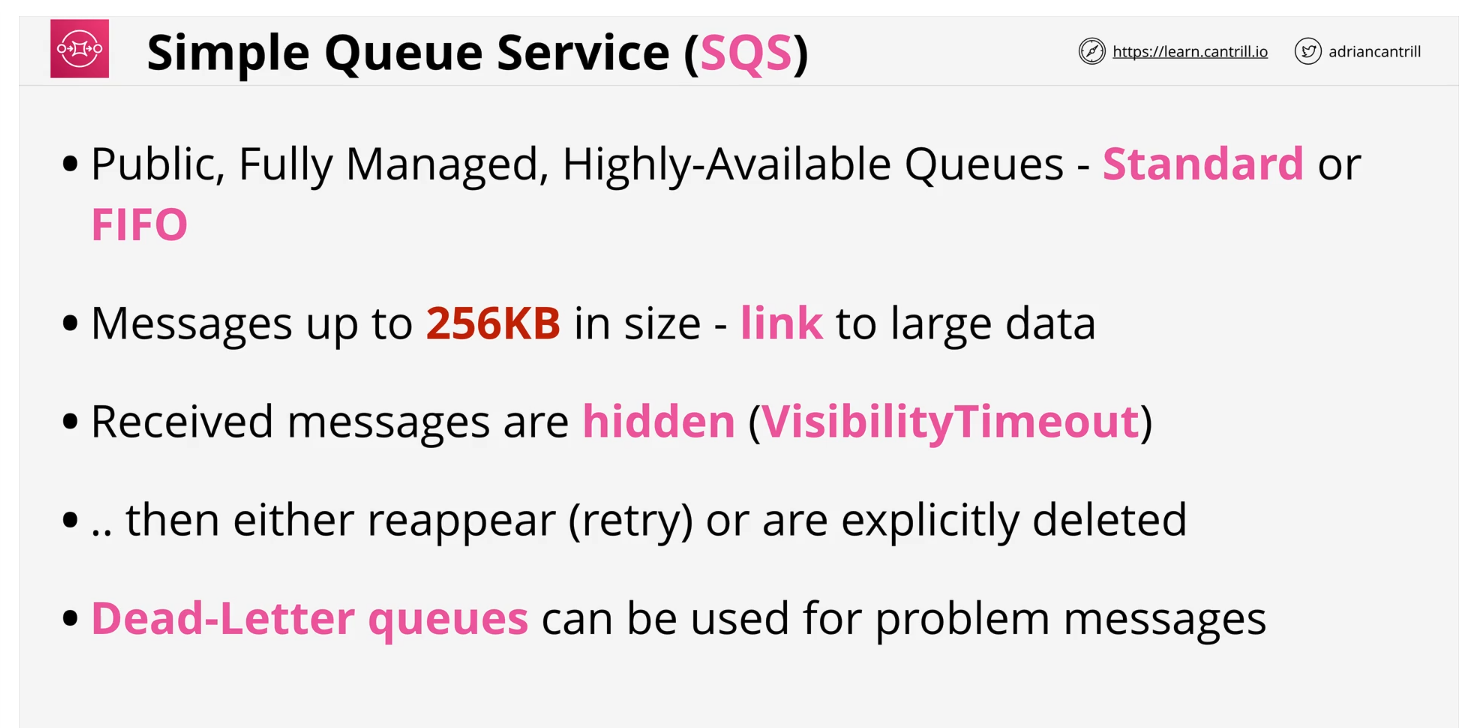 Simple Queue Service (SQS)
https://learn.cantrill.io
adriancantrill
• Public, Fully Managed, Highly-Available Queues - Standard or
FIFO
• Messages up to 256KB in size - link to large data
• Received messages are hidden (VisibilityTimeout)
• .. then either reappear (retry) or are explicitly deleted
• Dead-Letter queues can be used for problem messages